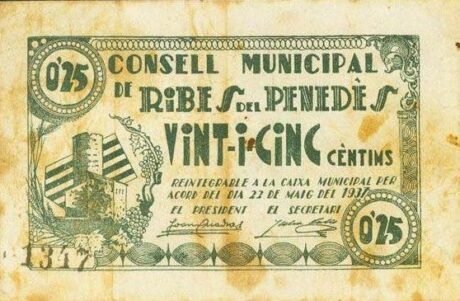 0'25
CONSELL MUNICIPAL
DE RIBES DEL PENEDÈS
VINT-I-CINC CÈNTIMS
REINTEGRABLE A LA CAIXA MUNICIPAL PER
ACORD DEL DIA 22 DE MAIG DEL 1937
EL PRESIDENT EL SECRETARI
0'25
1317